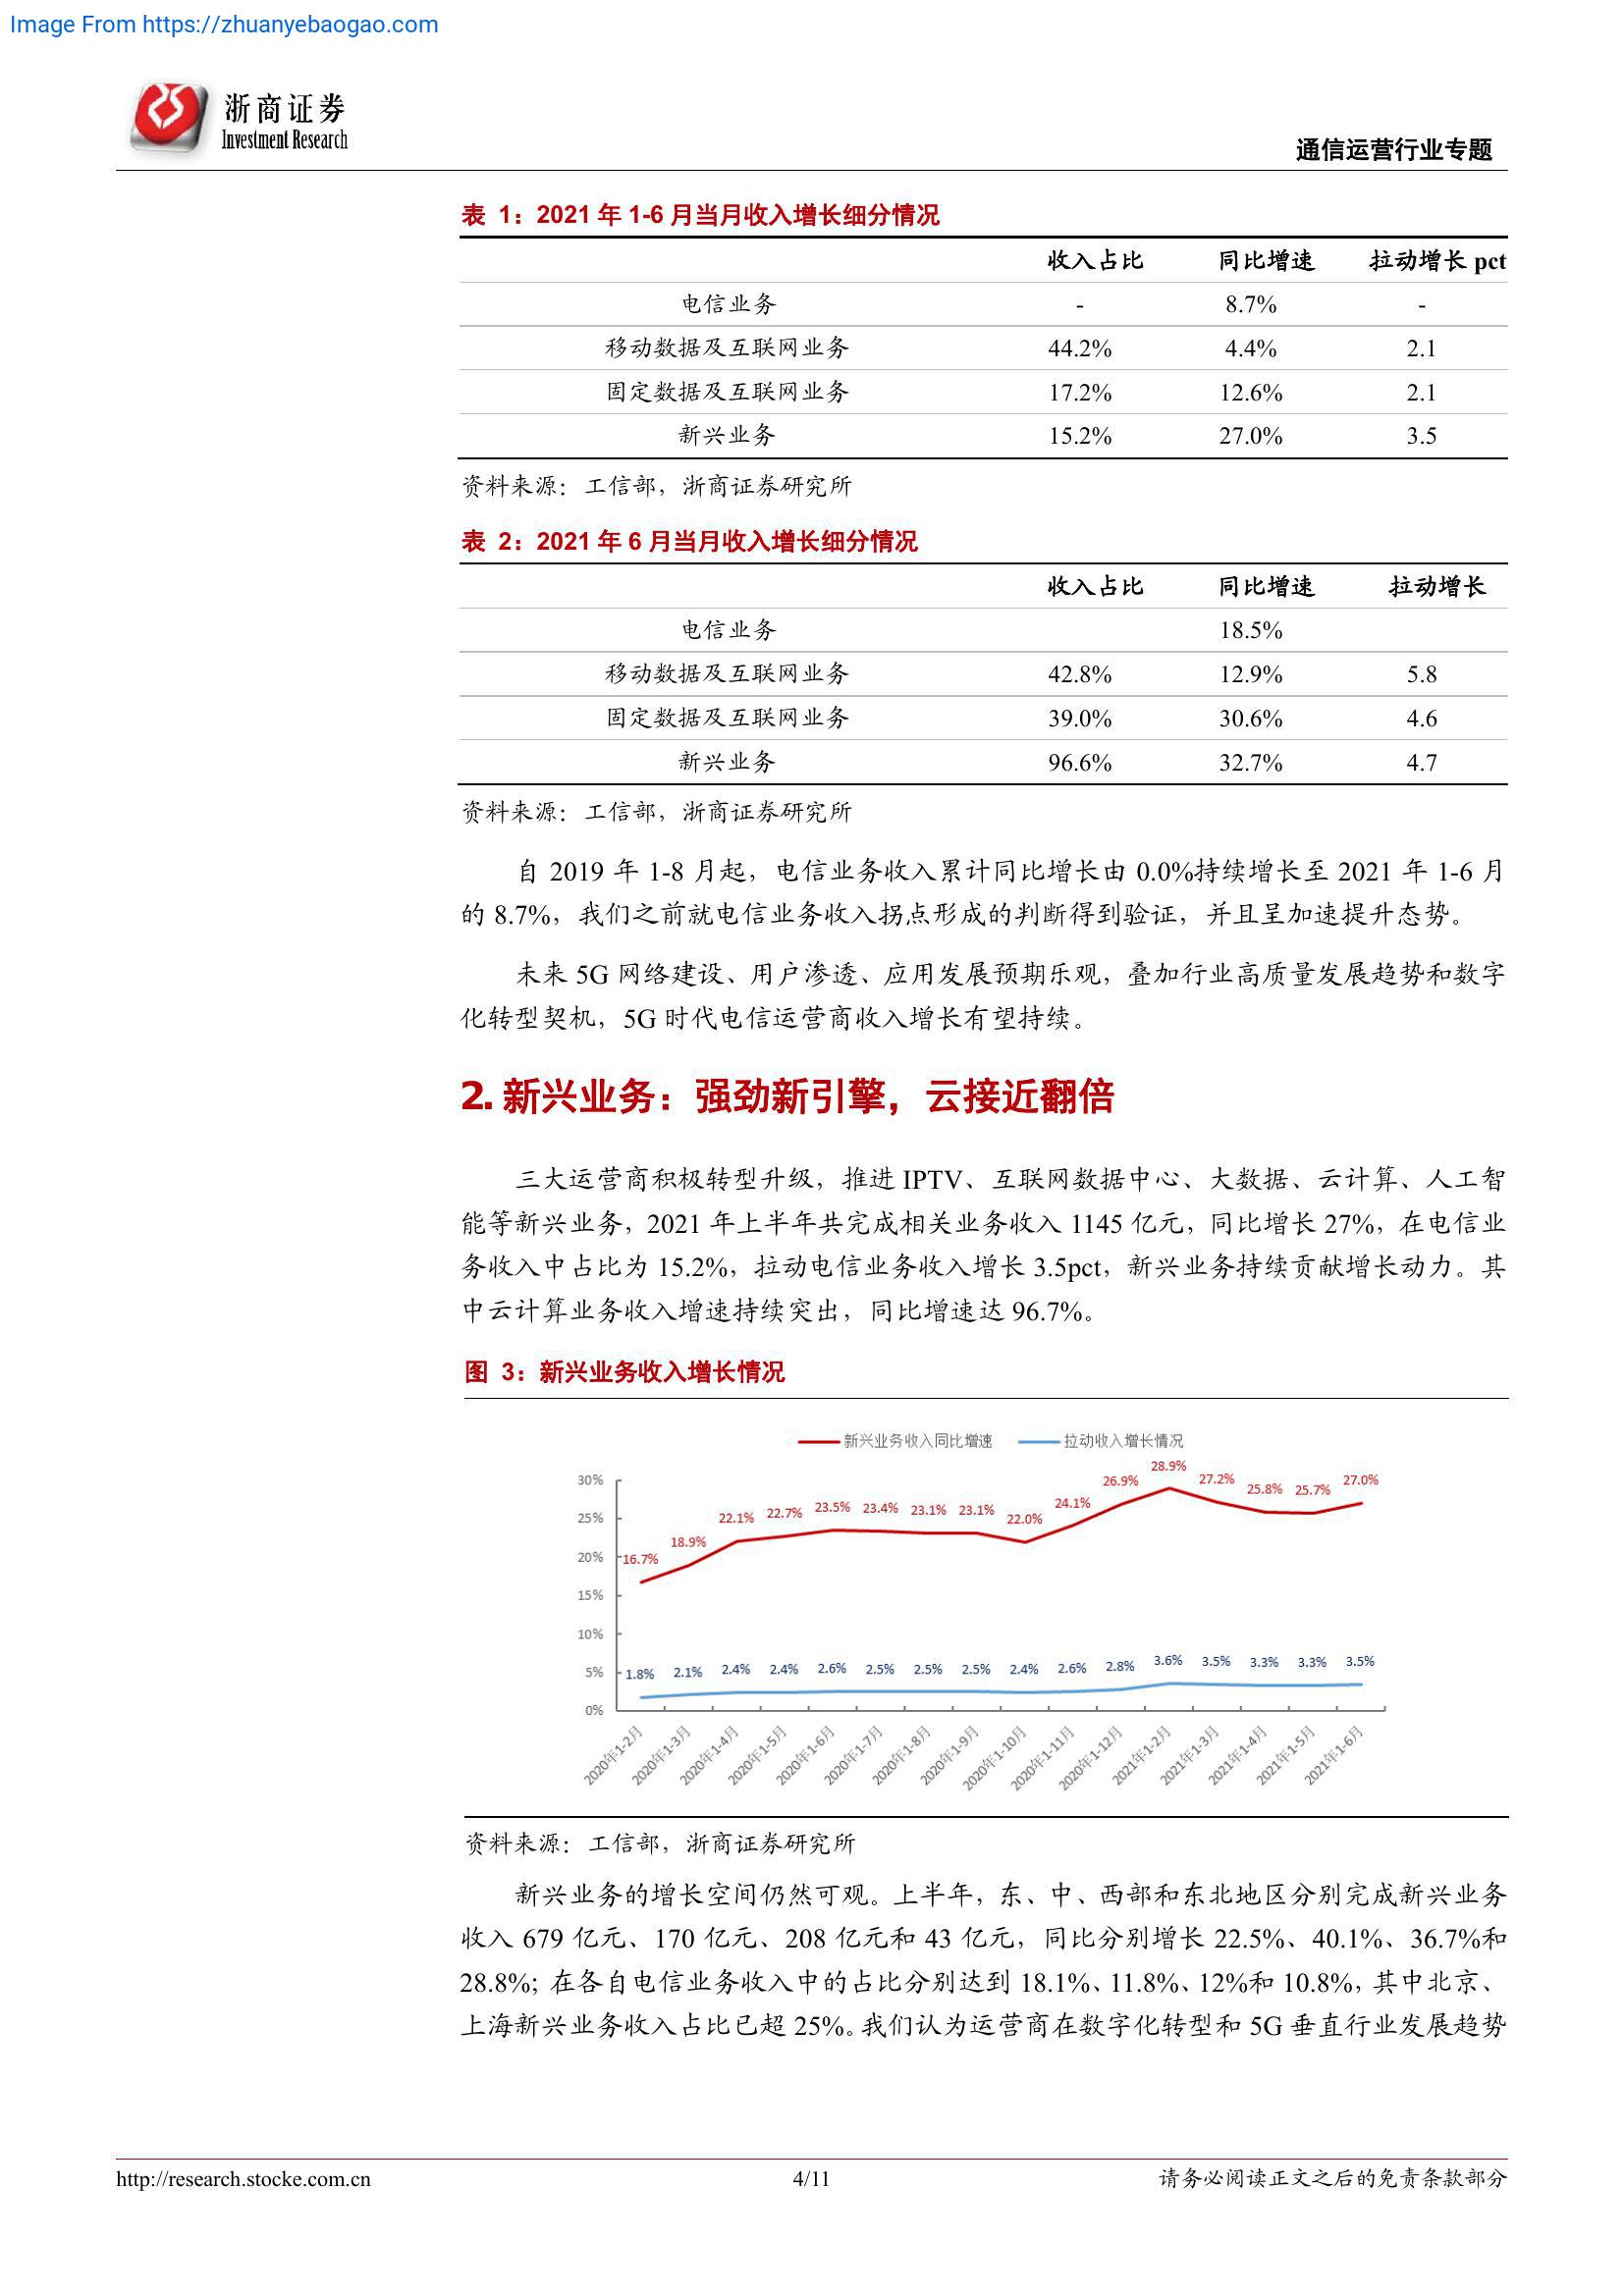 Image From https://zhuanyebaogao.com
浙商证券
Investment Research
通信运营行业专题
表 1：2021 年 1-6 月当月收入增长细分情况
收入占比 同比增速 拉动增长 pct
电信业务 - 8.7% -
移动数据及互联网业务 44.2% 4.4% 2.1
固定数据及互联网业务 17.2% 12.6% 2.1
新兴业务 15.2% 27.0% 3.5
资料来源：工信部，浙商证券研究所
表 2：2021 年 6 月当月收入增长细分情况
收入占比 同比增速 拉动增长
电信业务 18.5%
移动数据及互联网业务 42.8% 12.9% 5.8
固定数据及互联网业务 39.0% 30.6% 4.6
新兴业务 96.6% 32.7% 4.7
资料来源：工信部，浙商证券研究所
自 2019 年 1-8 月起，电信业务收入累计同比增长由 0.0%持续增长至 2021 年 1-6 月
的 8.7%，我们之前就电信业务收入拐点形成的判断得到验证，并且呈加速提升态势。
未来 5G 网络建设、用户渗透、应用发展预期乐观，叠加行业高质量发展趋势和数字
化转型契机，5G 时代电信运营商收入增长有望持续。
2. 新兴业务：强劲新引擎，云接近翻倍
三大运营商积极转型升级，推进 IPTV、互联网数据中心、大数据、云计算、人工智
能等新兴业务，2021 年上半年共完成相关业务收入 1145 亿元，同比增长 27%，在电信业
务收入中占比为 15.2%，拉动电信业务收入增长 3.5pct，新兴业务持续贡献增长动力。其
中云计算业务收入增速持续突出，同比增速达 96.7%。
图 3：新兴业务收入增长情况
新兴业务收入同比增速 拉动收入增长情况
30%
25%
20%
15%
10%
5%
0%
16.7% 18.9% 22.1% 22.7% 23.5% 23.4% 23.1% 23.1% 22.0% 24.1% 26.9% 28.9% 27.2% 25.8% 25.7% 27.0%
1.8% 2.1% 2.4% 2.4% 2.6% 2.5% 2.5% 2.5% 2.4% 2.6% 2.8% 3.6% 3.5% 3.3% 3.3% 3.5%
2020年1-2月 2020年1-3月 2020年1-4月 2020年1-5月 2020年1-6月 2020年1-7月 2020年1-8月 2020年1-9月 2020年1-10月 2020年1-11月 2020年1-12月 2021年1-2月 2021年1-3月 2021年1-4月 2021年1-5月 2021年1-6月
资料来源：工信部，浙商证券研究所
新兴业务的增长空间仍然可观。上半年，东、中、西部和东北地区分别完成新兴业务
收入 679 亿元、170 亿元、208 亿元和 43 亿元，同比分别增长 22.5%、40.1%、36.7%和
28.8%；在各自电信业务收入中的占比分别达到 18.1%、11.8%、12%和 10.8%，其中北京、
上海新兴业务收入占比已超 25%。我们认为运营商在数字化转型和 5G 垂直行业发展趋势
http://research.stocke.com.cn 4/11 请务必阅读正文之后的免责条款部分